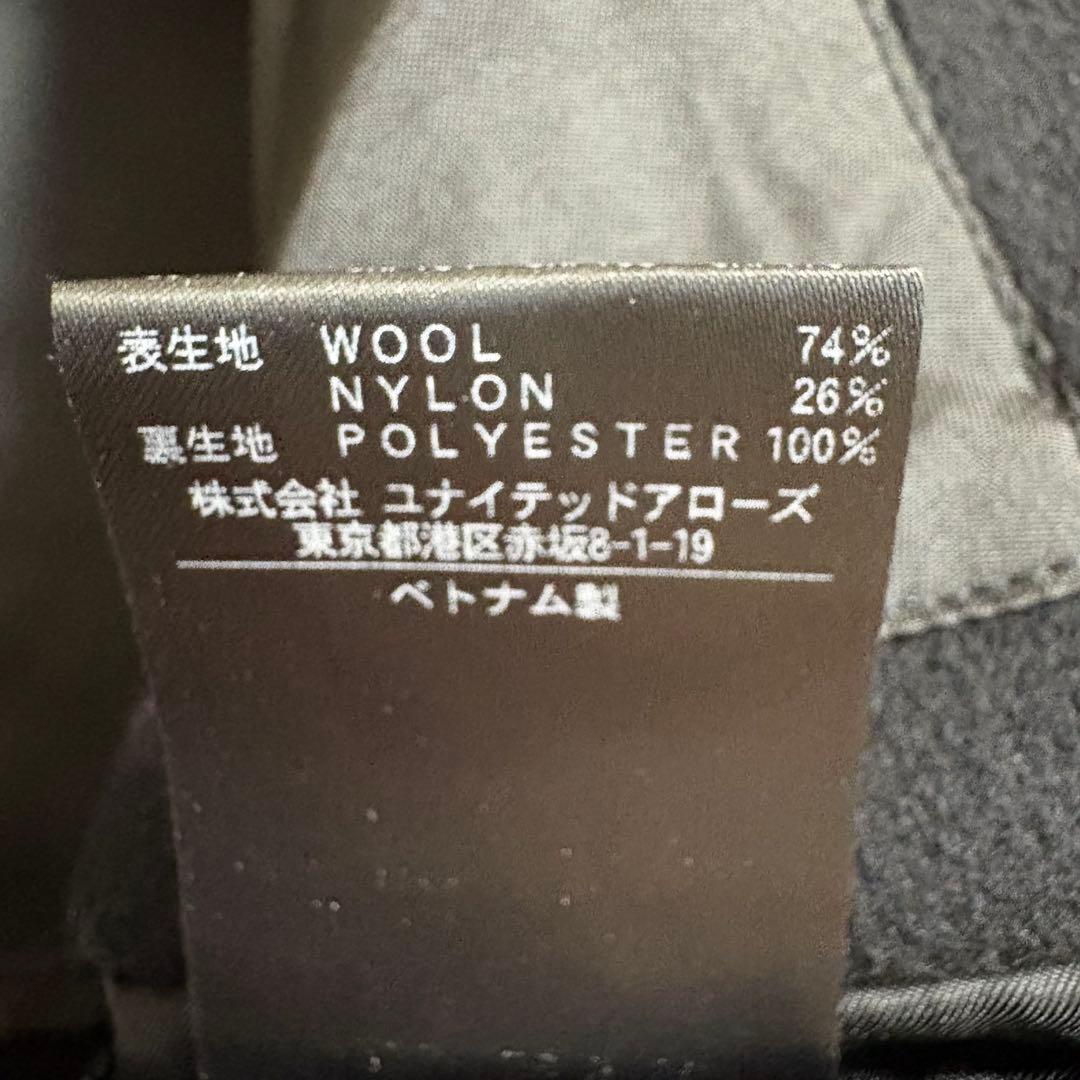 表生地 WOOL 74%
NYLON 26%
裏生地 POLYESTER 100%
株式会社 ユナイテッドアローズ
東京都港区赤坂8-1-19
ベトナム製